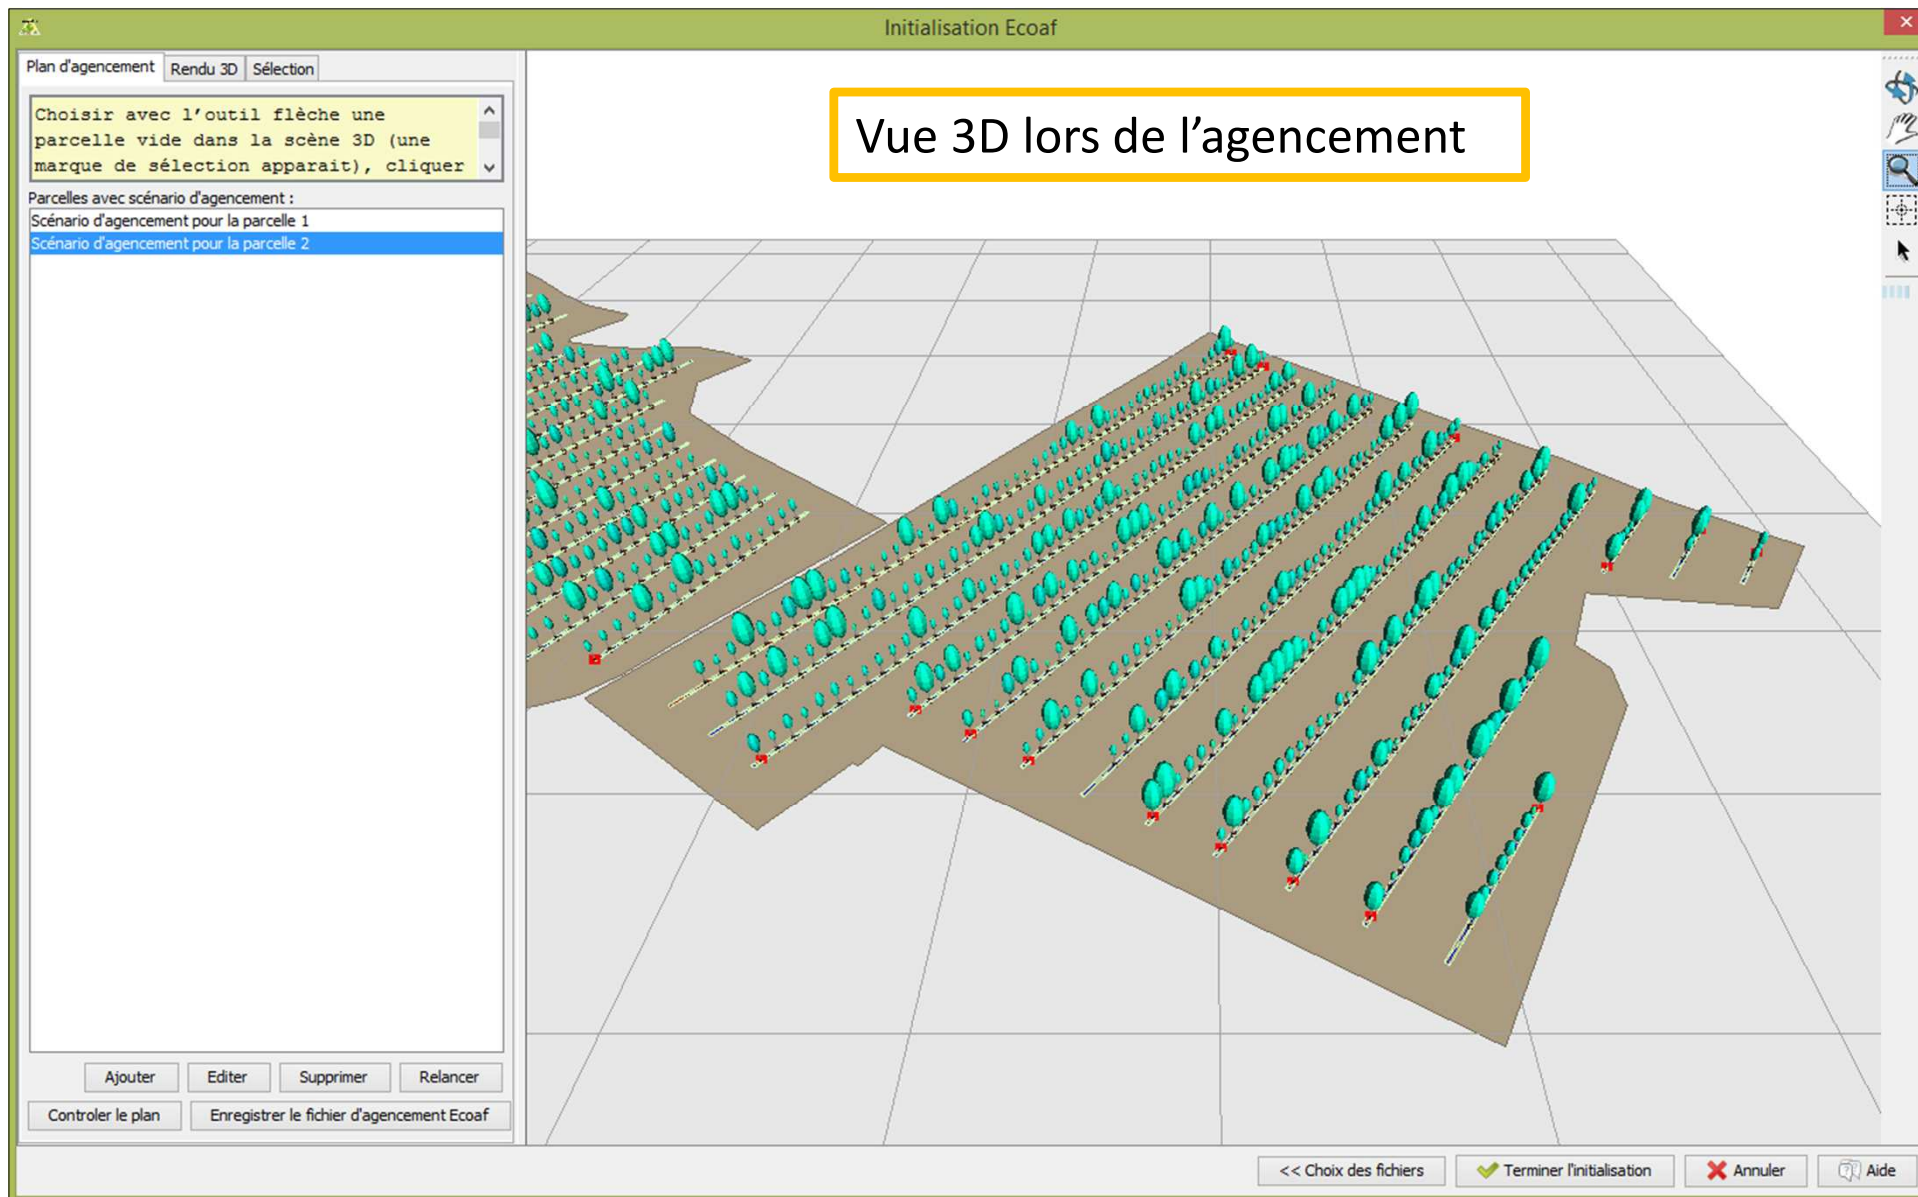 Initialisation Ecoaf
Plan d'agencement Rendu 3D Sélection
Choisir avec l’outil flèche une
parcelle vide dans la scène 3D (une
marque de sélection apparait), cliquer
Parcelles avec scénario d'agencement :
Scénario d'agencement pour la parcelle 1
Scénario d'agencement pour la parcelle 2
Vue 3D lors de l’agencement
Ajouter Editer Supprimer Relancer
Controler le plan Enregistrer le fichier d'agencement Ecoaf
<< Choix des fichiers Terminer l'initialisation Annuler Aide